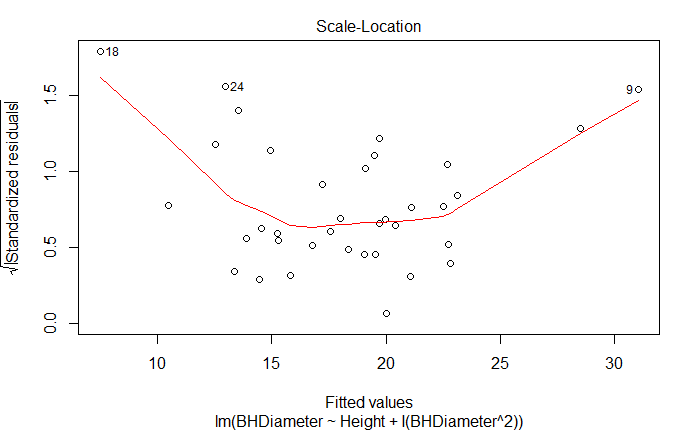 Scale-Location
√|Standardized residuals|
1.5
1.0
0.5
0.0
18
24
9
10 15 20 25 30
Fitted values
lm(BHDiameter ~ Height + I(BHDiameter^2))